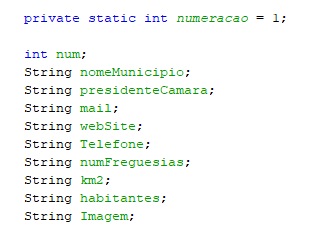 private static int numeracao = 1;
int num;
String nomeMunicipio;
String presidenteCamara;
String mail;
String webSite;
String Telefone;
String numFreguesias;
String km2;
String habitantes;
String Imagem;